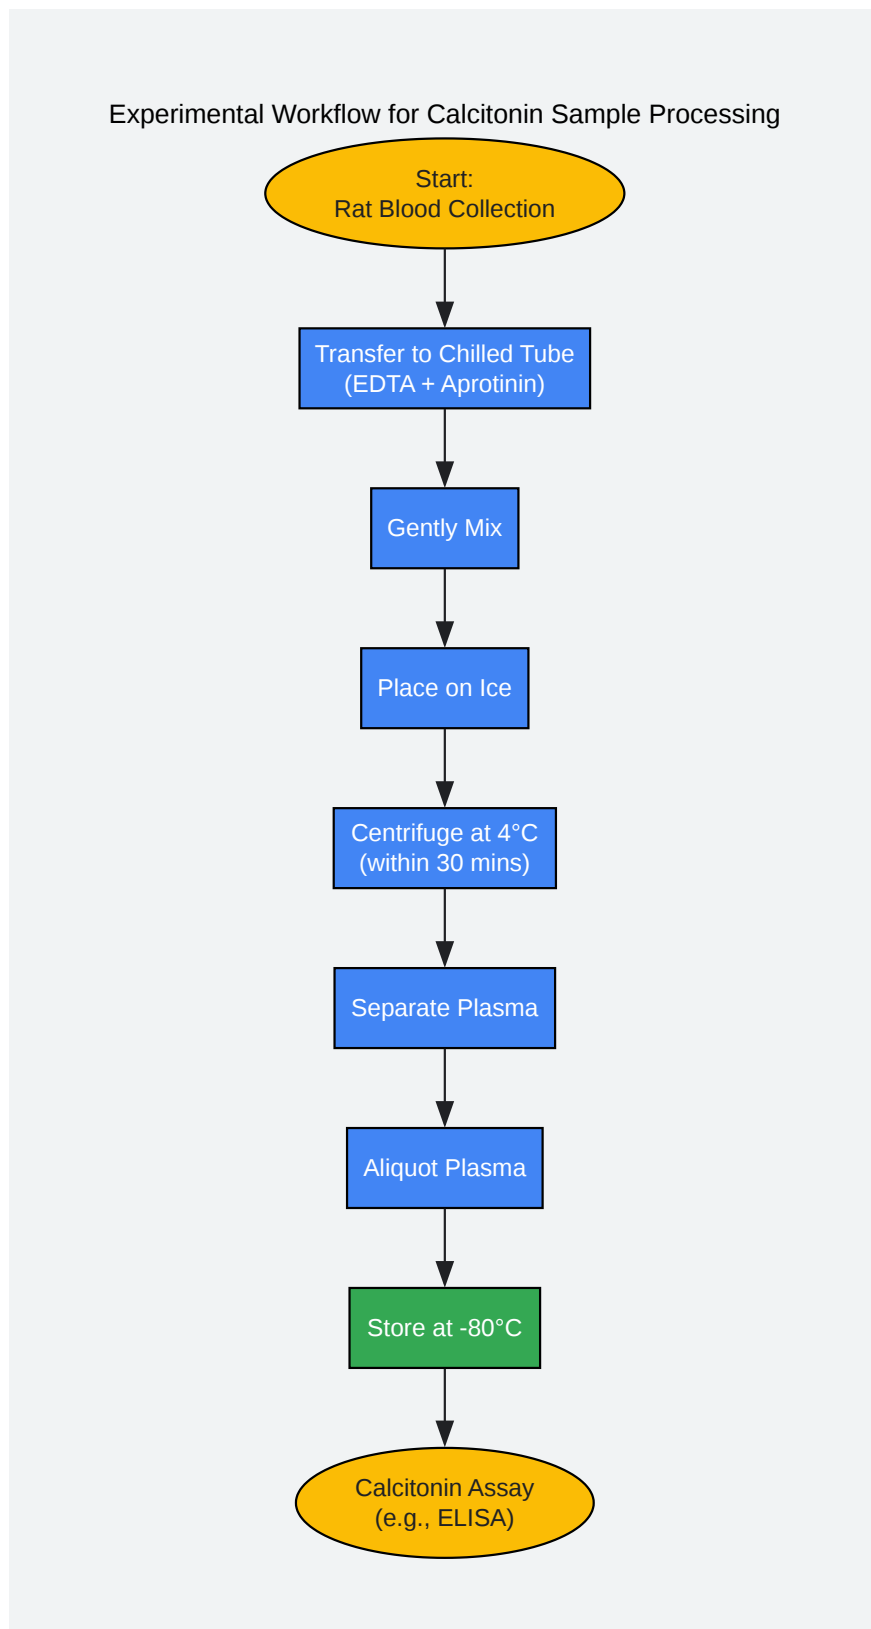 Experimental Workflow for Calcitonin Sample Processing
Start:
Rat Blood Collection
Transfer to Chilled Tube
(EDTA + Aprotinin)
Gently Mix
Place on Ice
Centrifuge at 4°C
(within 30 mins)
Separate Plasma
Aliquot Plasma
Store at -80°C
Calcitonin Assay
(e.g., ELISA)